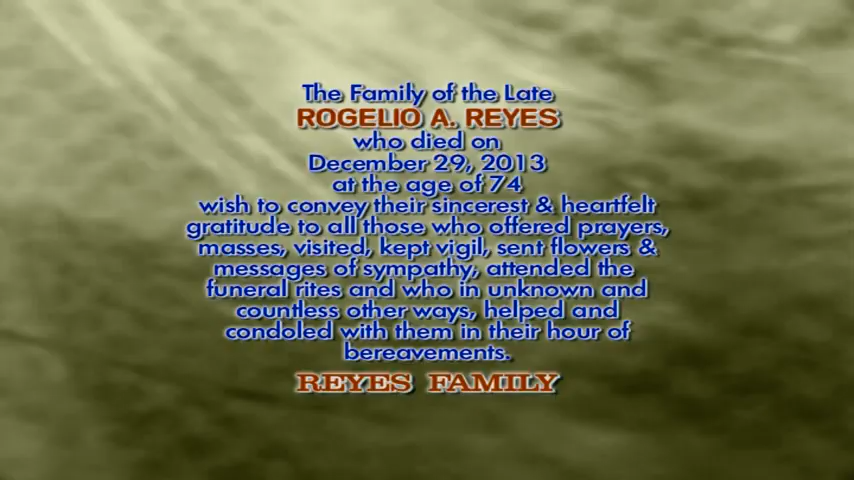 The Family of the Late
ROGELIO A. REYES
who died on
December 29, 2013
at the age of 74
wish to convey their sincerest & heartfelt
gratitude to all those who offered prayers,
masses, visited, kept vigil, sent flowers &
messages of sympathy, attended the
funeral rites and who in unknown and
countless other ways, helped and
condoled with them in their hour of
bereavements.
REYES FAMILY